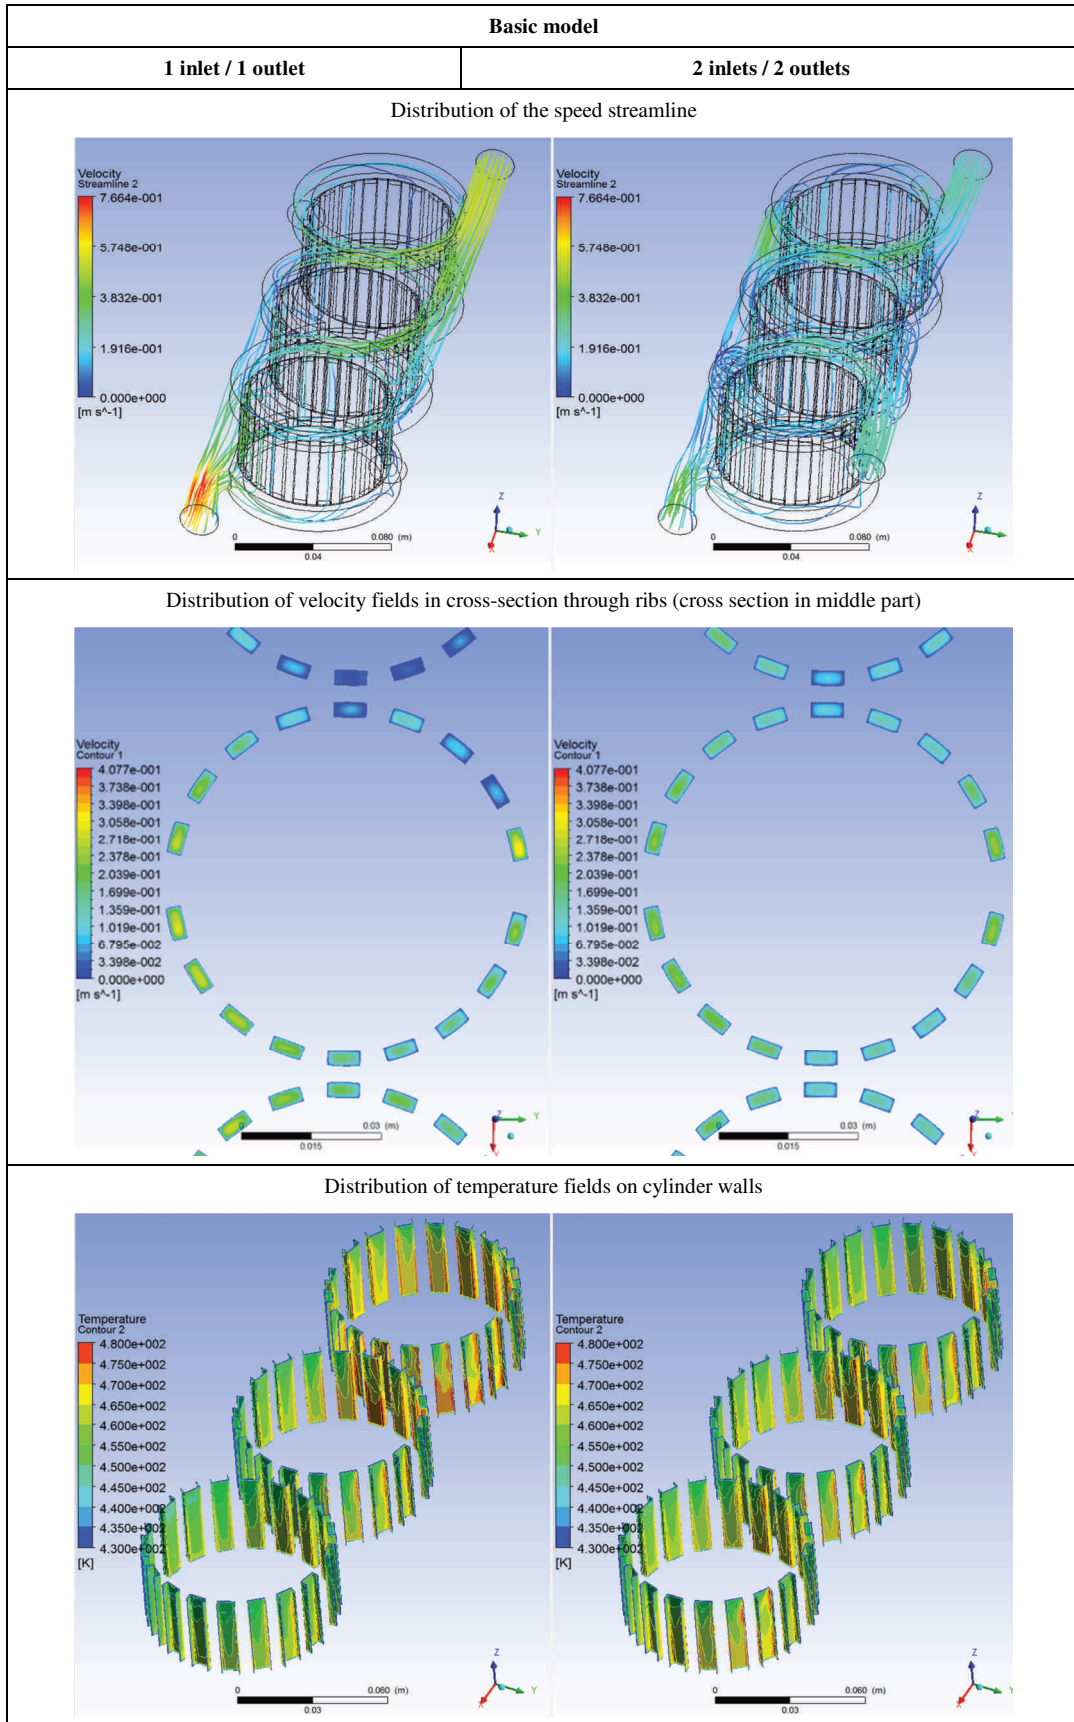 Basic model
1 inlet / 1 outlet
2 inlets / 2 outlets
Distribution of the speed streamline
Velocity
Streamline 2
7.664e-001
5.748e-001
3.832e-001
1.916e-001
0.000e+000
[m s^-1]
0
0.080 (m)
0.04
Z
Y
X
Velocity
Streamline 2
7.664e-001
5.748e-001
3.832e-001
1.916e-001
0.000e+000
[m s^-1]
0
0.080 (m)
0.04
Z
Y
X
Distribution of velocity fields in cross-section through ribs (cross section in middle part)
Velocity
Contour 1
4.077e-001
3.738e-001
3.398e-001
3.058e-001
2.718e-001
2.378e-001
2.039e-001
1.699e-001
1.359e-001
1.019e-001
6.795e-002
3.398e-002
0.000e+000
[m s^-1]
0
0.03 (m)
0.015
Z
Y
X
Velocity
Contour 1
4.077e-001
3.738e-001
3.398e-001
3.058e-001
2.718e-001
2.378e-001
2.039e-001
1.699e-001
1.359e-001
1.019e-001
6.795e-002
3.398e-002
0.000e+000
[m s^-1]
0
0.03 (m)
0.015
Z
Y
X
Distribution of temperature fields on cylinder walls
Temperature
Contour 2
4.800e+002
4.750e+002
4.700e+002
4.650e+002
4.600e+002
4.550e+002
4.500e+002
4.450e+002
4.400e+002
4.350e+002
4.300e+002
[K]
0
0.060 (m)
0.03
Z
Y
X
Temperature
Contour 2
4.800e+002
4.750e+002
4.700e+002
4.650e+002
4.600e+002
4.550e+002
4.500e+002
4.450e+002
4.400e+002
4.350e+002
4.300e+002
[K]
0
0.060 (m)
0.03
Z
Y
X